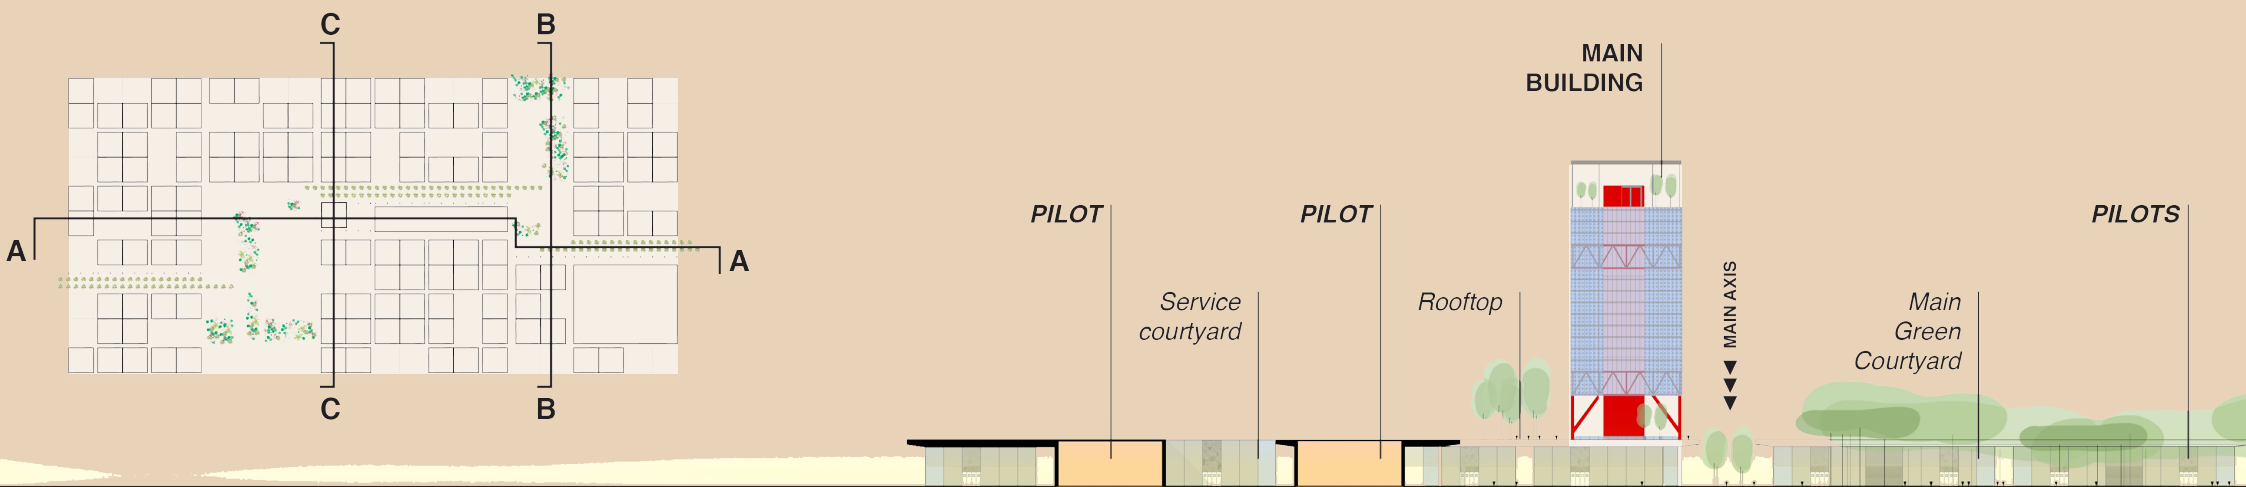 C
B
A
A
C
B
PILOT
Service
courtyard
PILOT
Rooftop
MAIN
BUILDING
MAIN AXIS
Main
Green
Courtyard
PILOTS